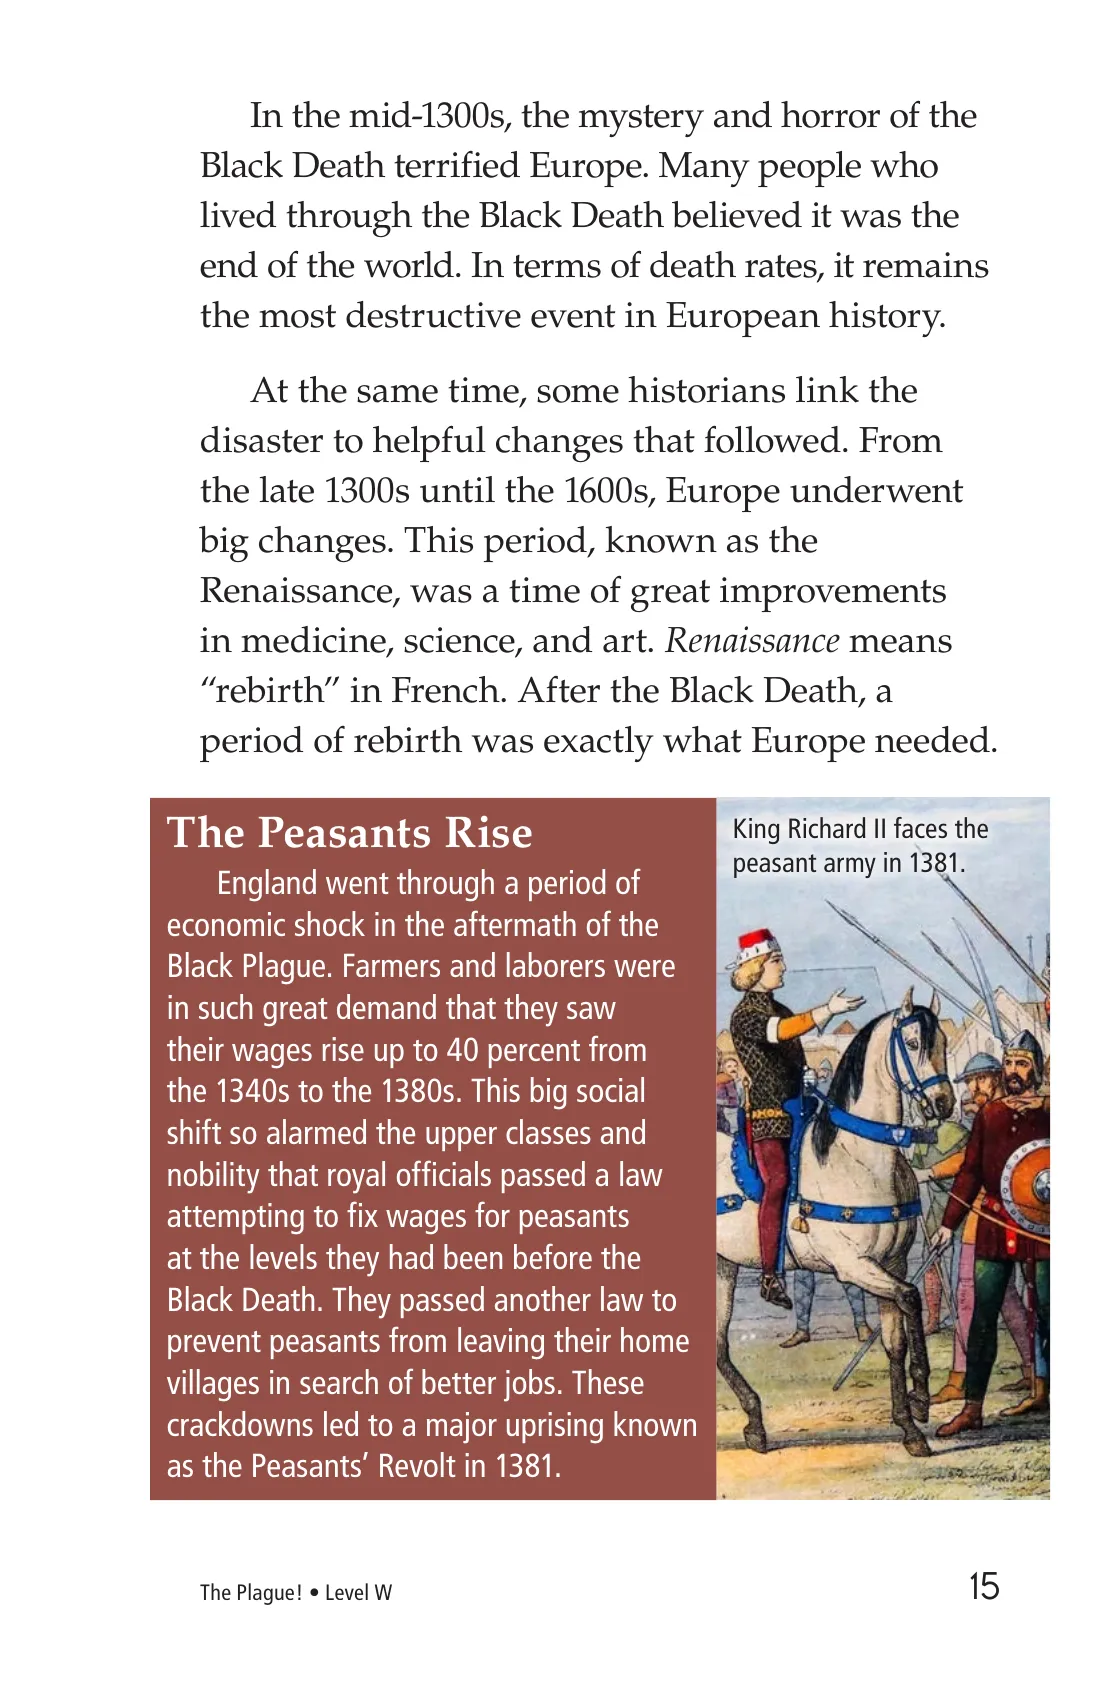 In the mid-1300s, the mystery and horror of the
Black Death terrified Europe. Many people who
lived through the Black Death believed it was the
end of the world. In terms of death rates, it remains
the most destructive event in European history.
At the same time, some historians link the
disaster to helpful changes that followed. From
the late 1300s until the 1600s, Europe underwent
big changes. This period, known as the
Renaissance, was a time of great improvements
in medicine, science, and art. Renaissance means
“rebirth” in French. After the Black Death, a
period of rebirth was exactly what Europe needed.
The Peasants Rise
England went through a period of
economic shock in the aftermath of the
Black Plague. Farmers and laborers were
in such great demand that they saw
their wages rise up to 40 percent from
the 1340s to the 1380s. This big social
shift so alarmed the upper classes and
nobility that royal officials passed a law
attempting to fix wages for peasants
at the levels they had been before the
Black Death. They passed another law to
prevent peasants from leaving their home
villages in search of better jobs. These
crackdowns led to a major uprising known
as the Peasants’ Revolt in 1381.
King Richard II faces the
peasant army in 1381.
The Plague! • Level W
15